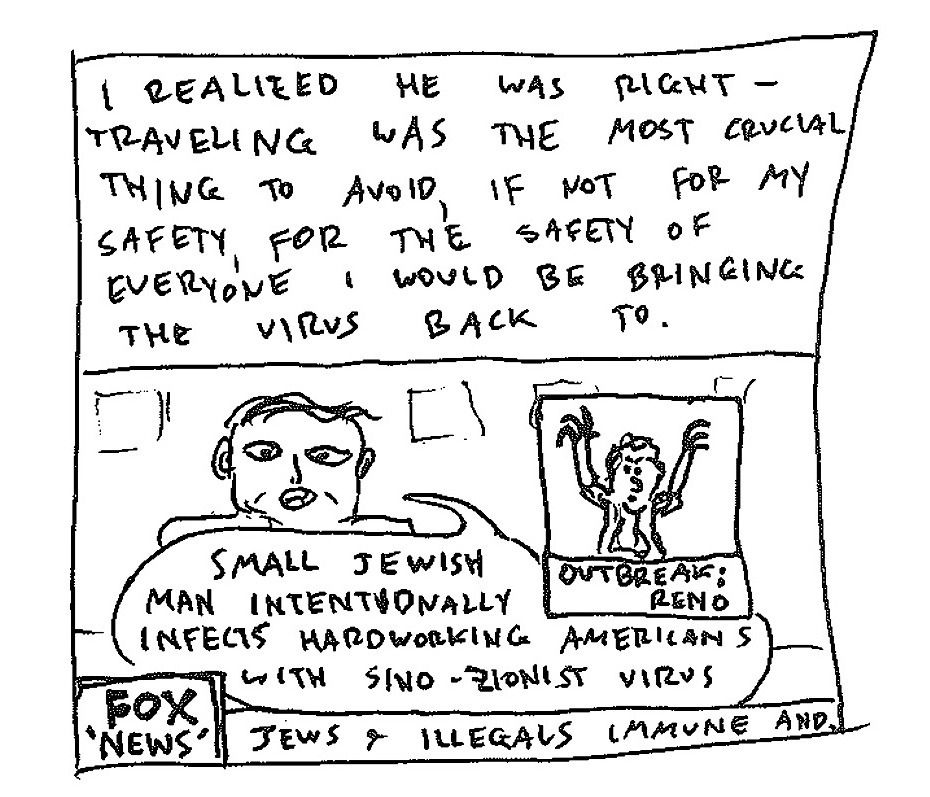 I REALIZED HE WAS RIGHT -
TRAVELING WAS THE MOST CRUCIAL
THING TO AVOID, IF NOT FOR MY
SAFETY, FOR THE SAFETY OF
EVERYONE I WOULD BE BRINGING
THE VIRUS BACK TO.
SMALL JEWISH
MAN INTENTIONALLY
INFECTS HARDWORKING AMERICANS
WITH SINO-ZIONIST VIRUS
OUTBREAK:
RENO
FOX
'NEWS'
JEWS & ILLEGALS IMMUNE AND